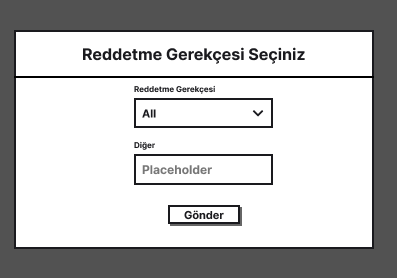 Reddetme Gerekçesi Seçiniz
Reddetme Gerekçesi
All
Diğer
Placeholder
Gönder